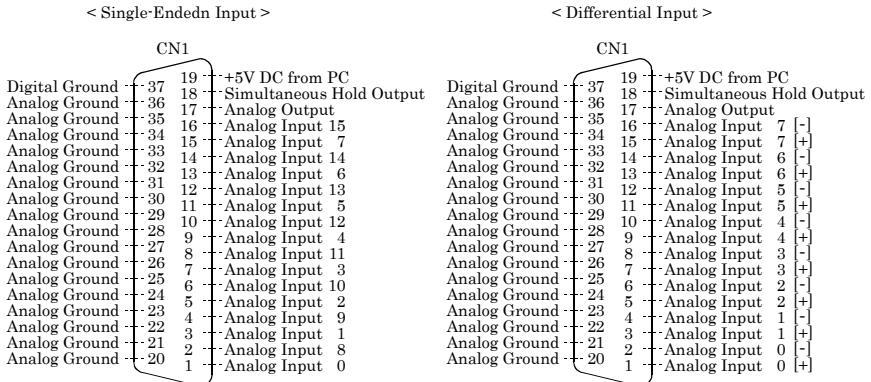 < Single-Endedn Input >
CN1
19 +5V DC from PC
Digital Ground 37
18 Simultaneous Hold Output
Analog Ground 36
17 Analog Output
Analog Ground 35
16 Analog Input 15
Analog Ground 34
15 Analog Input 7
Analog Ground 33
14 Analog Input 14
Analog Ground 32
13 Analog Input 6
Analog Ground 31
12 Analog Input 13
Analog Ground 30
11 Analog Input 5
Analog Ground 29
10 Analog Input 12
Analog Ground 28
9 Analog Input 4
Analog Ground 27
8 Analog Input 11
Analog Ground 26
7 Analog Input 3
Analog Ground 25
6 Analog Input 10
Analog Ground 24
5 Analog Input 2
Analog Ground 23
4 Analog Input 9
Analog Ground 22
3 Analog Input 1
Analog Ground 21
2 Analog Input 8
Analog Ground 20
1 Analog Input 0
< Differential Input >
CN1
19 +5V DC from PC
Digital Ground 37
18 Simultaneous Hold Output
Analog Ground 36
17 Analog Output
Analog Ground 35
16 Analog Input 7 [-]
Analog Ground 34
15 Analog Input 7 [+]
Analog Ground 33
14 Analog Input 6 [-]
Analog Ground 32
13 Analog Input 6 [+]
Analog Ground 31
12 Analog Input 5 [-]
Analog Ground 30
11 Analog Input 5 [+]
Analog Ground 29
10 Analog Input 4 [-]
Analog Ground 28
9 Analog Input 4 [+]
Analog Ground 27
8 Analog Input 3 [-]
Analog Ground 26
7 Analog Input 3 [+]
Analog Ground 25
6 Analog Input 2 [-]
Analog Ground 24
5 Analog Input 2 [+]
Analog Ground 23
4 Analog Input 1 [-]
Analog Ground 22
3 Analog Input 1 [+]
Analog Ground 21
2 Analog Input 0 [-]
Analog Ground 20
1 Analog Input 0 [+]